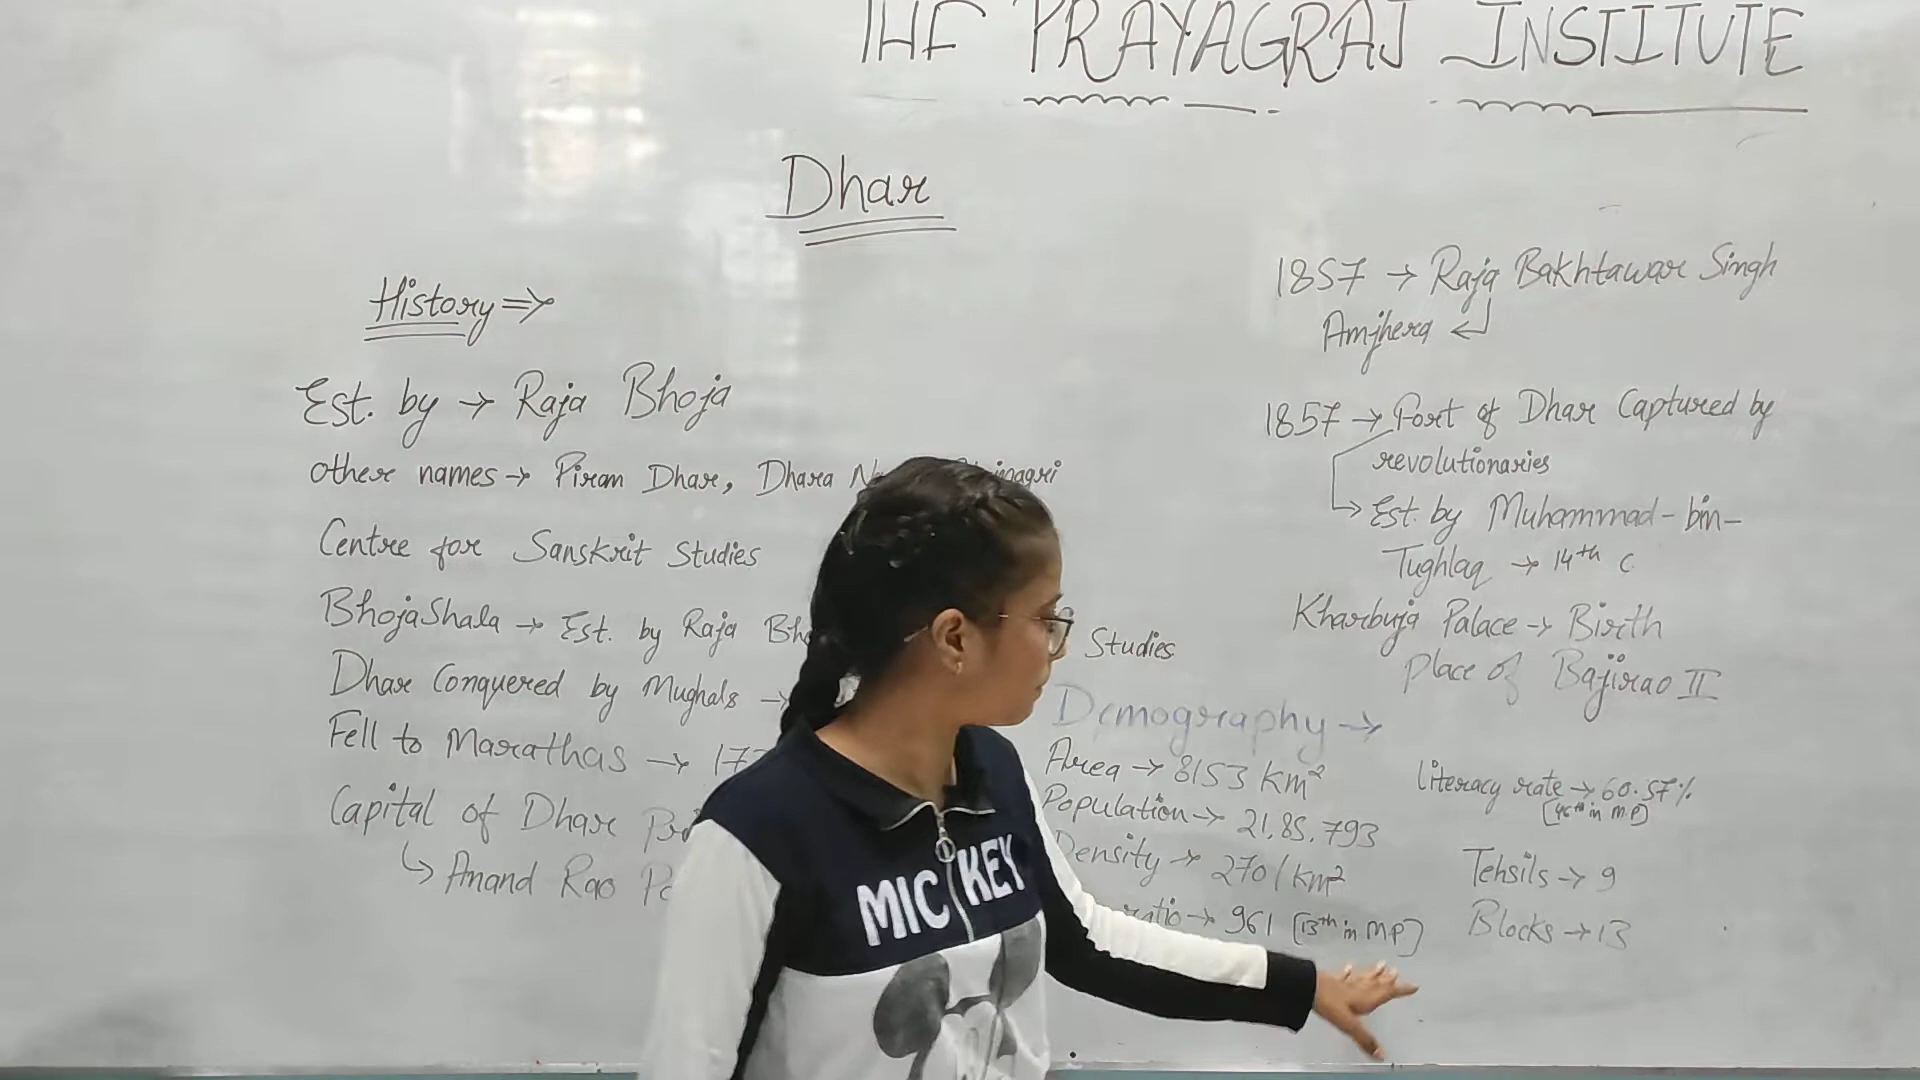 THE PRAYAGRAJ INSTITUTE
Dhar
History ⇒
Est. by → Raja Bhoja
Other names → Piram Dhar, Dhara
Centre for Sanskrit Studies
BhojaShala → Est. by Raja
Studies
Dhar Conquered by Mughals →
Fell to Marathas →
Capital of Dhar
↳ Anand Rao
1857 → Raja Bakhtawar Singh
Amjhera ↵
1857 → Fort of Dhar Captured by
revolutionaries
↳ Est. by Muhammad-bin-
Tughlaq → 14th C
Kharbuja Palace → Birth
place of Bajirao II
Demography →
Area → 8153 km²
Population → 21,85,793
Density → 270/km²
ratio → 961 [13th in MP]
Literacy rate → 60.57%
[46th in MP]
Tehsils → 9
Blocks → 13
MICKEY